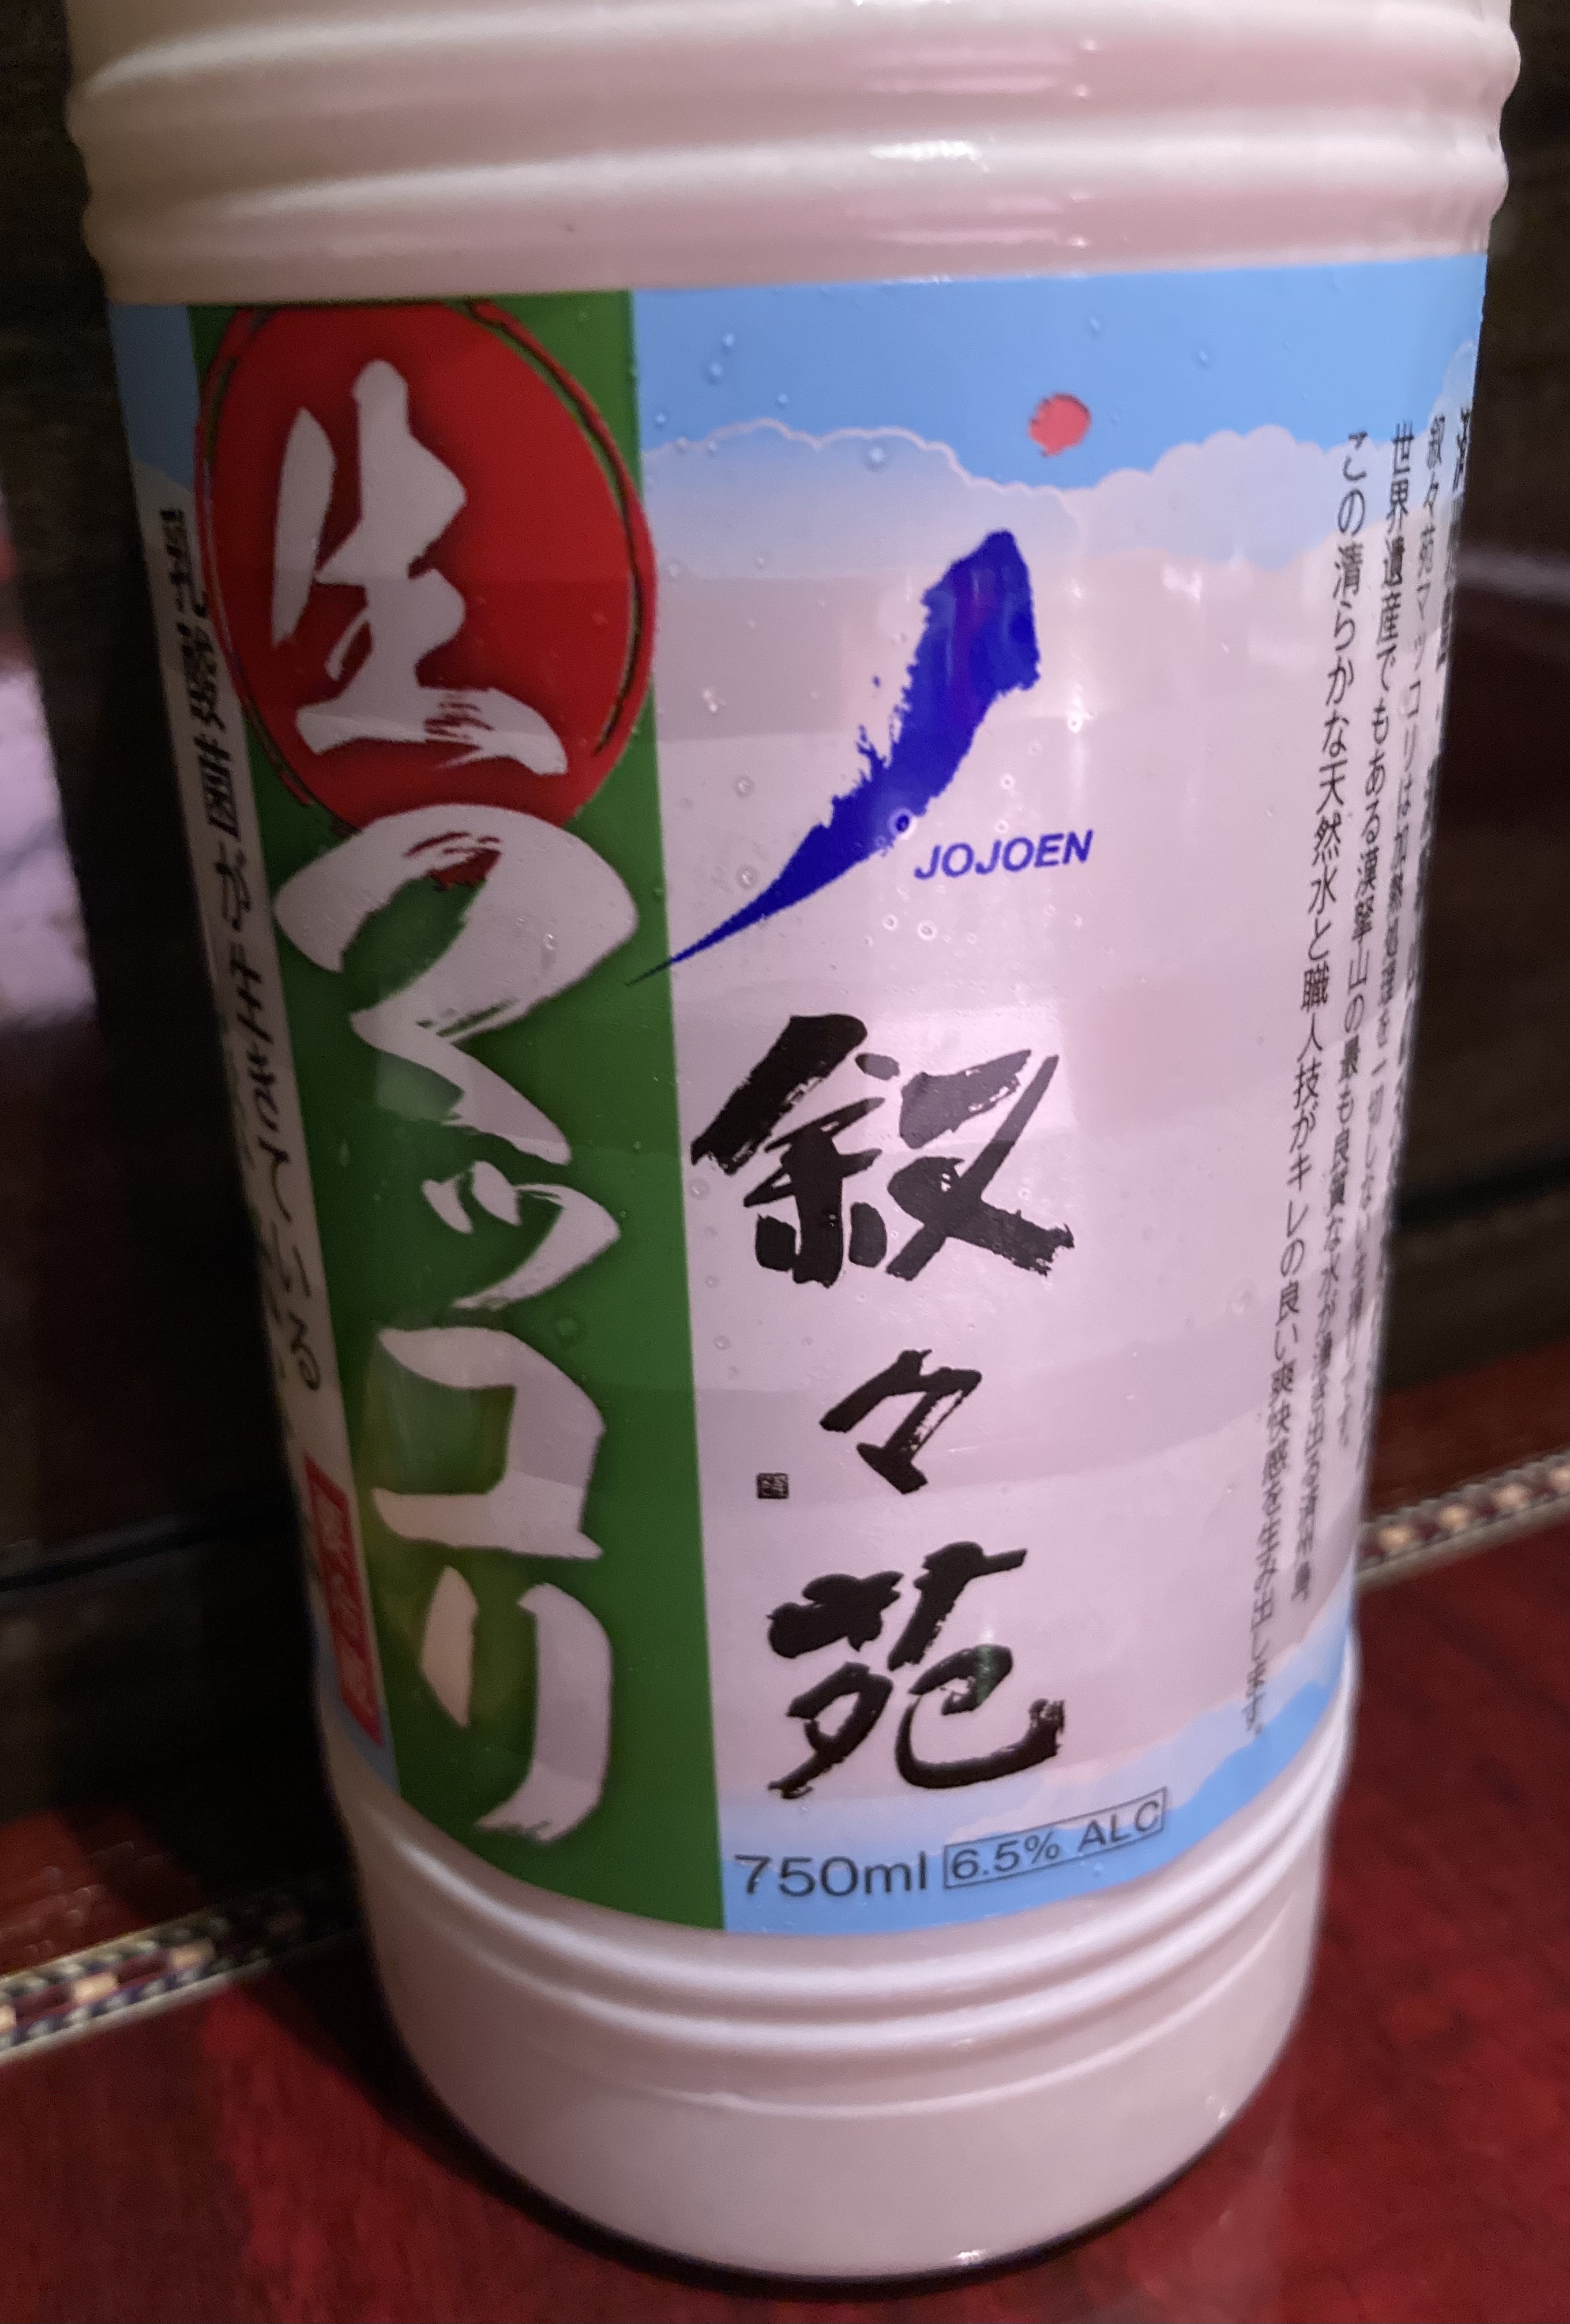 生マッコリ
JOJOEN
叙々苑
750ml 6.5% ALC
叙々苑マッコリは加熱処理を一切しない生搾りです。
世界遺産でもある漢拏山の最も良質な水が湧き出る済州島
この清らかな天然水と職人技がキレの良い爽快感を生み出します。
が生きている